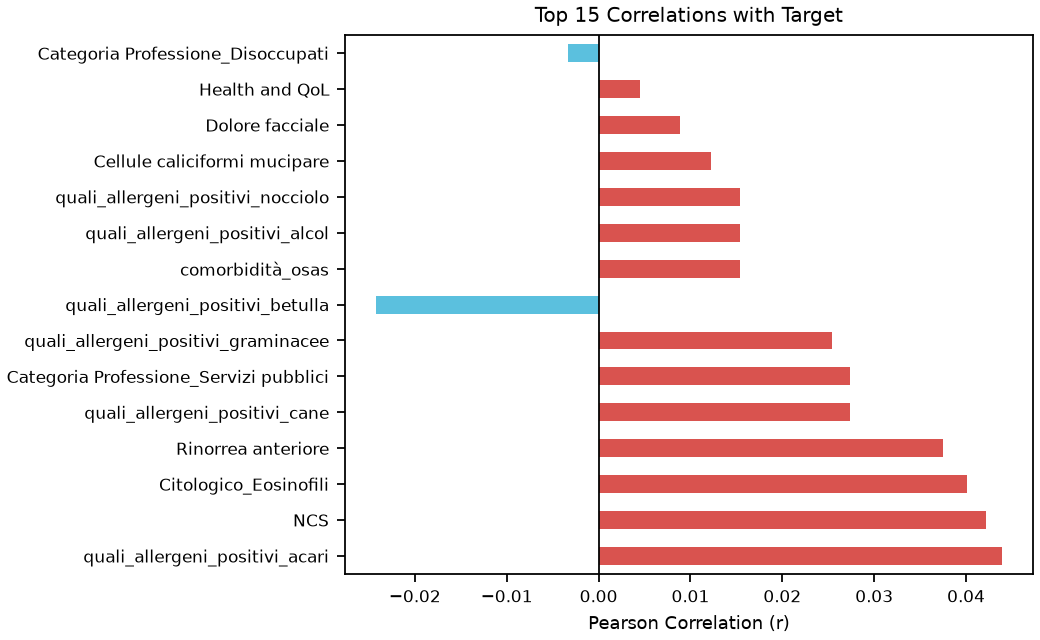 Top 15 Correlations with Target
Categoria Professione_Disoccupati
Health and QoL
Dolore facciale
Cellule caliciformi mucipare
quali_allergeni_positivi_nocciolo
quali_allergeni_positivi_alcol
comorbidità_osas
quali_allergeni_positivi_betulla
quali_allergeni_positivi_graminacee
Categoria Professione_Servizi pubblici
quali_allergeni_positivi_cane
Rinorrea anteriore
Citologico_Eosinofili
NCS
quali_allergeni_positivi_acari
−0.02 −0.01 0.00 0.01 0.02 0.03 0.04
Pearson Correlation (r)